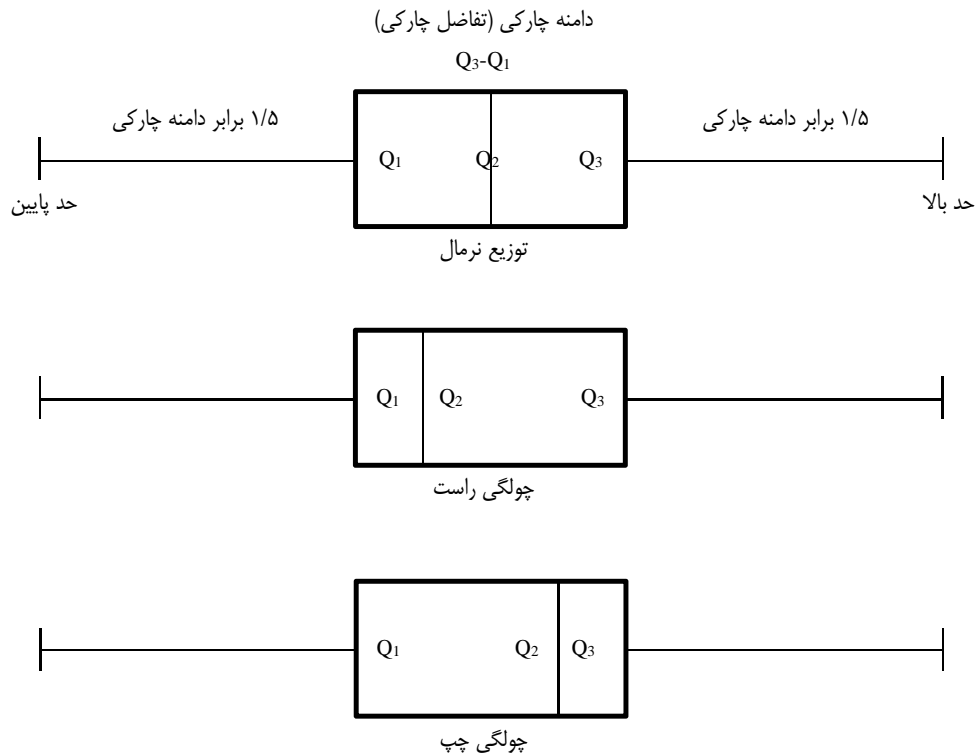 دامنه چارکی (تفاضل چارکی)
Q3-Q1
۱/۵ برابر دامنه چارکی
۱/۵ برابر دامنه چارکی
Q1
Q2
Q3
حد پایین
حد بالا
توزیع نرمال
Q1
Q2
Q3
چولگی راست
Q1
Q2
Q3
چولگی چپ